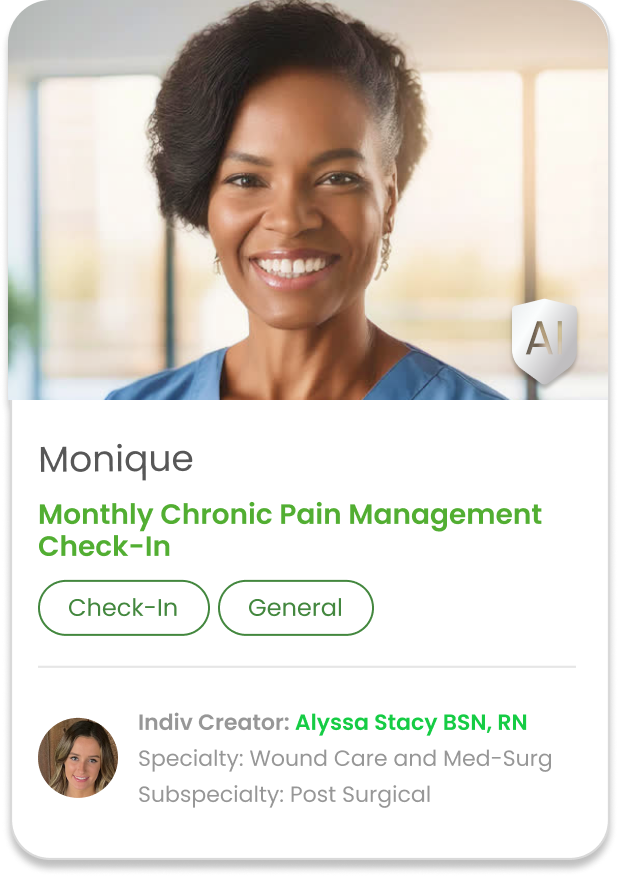 AI
Monique
Monthly Chronic Pain Management
Check-In
Check-In
General
Indiv Creator: Alyssa Stacy BSN, RN
Specialty: Wound Care and Med-Surg
Subspecialty: Post Surgical